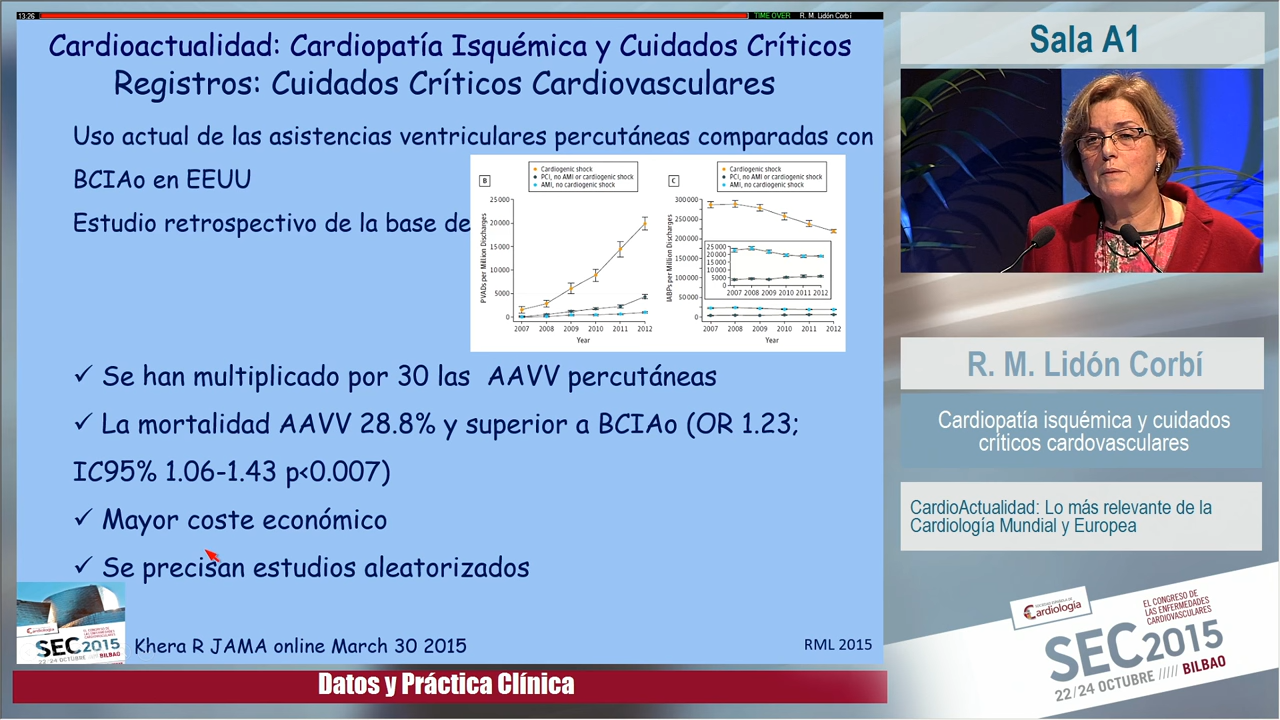 13:26
TIME OVER R. M. Lidón Corbí
Cardioactualidad: Cardiopatía Isquémica y Cuidados Críticos
Registros: Cuidados Críticos Cardiovasculares
Uso actual de las asistencias ventriculares percutáneas comparadas con
BCIAo en EEUU
Estudio retrospectivo de la base de
B
Cardiogenic shock
PCI, no AMI or cardiogenic shock
AMI, no cardiogenic shock
PVADs per Million Discharges
25000
20000
15000
10000
5000
0
2007 2008 2009 2010 2011 2012
Year
C
Cardiogenic shock
PCI, no AMI or cardiogenic shock
AMI, no cardiogenic shock
IABPs per Million Discharges
300000
250000
200000
150000
100000
50000
0
25000
20000
15000
10000
5000
0
2007 2008 2009 2010 2011 2012
2007 2008 2009 2010 2011 2012
Year
✓ Se han multiplicado por 30 las AAVV percutáneas
✓ La mortalidad AAVV 28.8% y superior a BCIAo (OR 1.23;
IC95% 1.06-1.43 p<0.007)
✓ Mayor coste económico
✓ Se precisan estudios aleatorizados
Cardiología
SEC2015
22/24 OCTUBRE //// BILBAO
Khera R JAMA online March 30 2015
RML 2015
Datos y Práctica Clínica
Sala A1
R. M. Lidón Corbí
Cardiopatía isquémica y cuidados
críticos cardovasculares
CardioActualidad: Lo más relevante de la
Cardiología Mundial y Europea
SOCIEDAD ESPAÑOLA DE
Cardiología
EL CONGRESO DE
LAS ENFERMEDADES
CARDIOVASCULARES
SEC2015
22/24 OCTUBRE ///// BILBAO